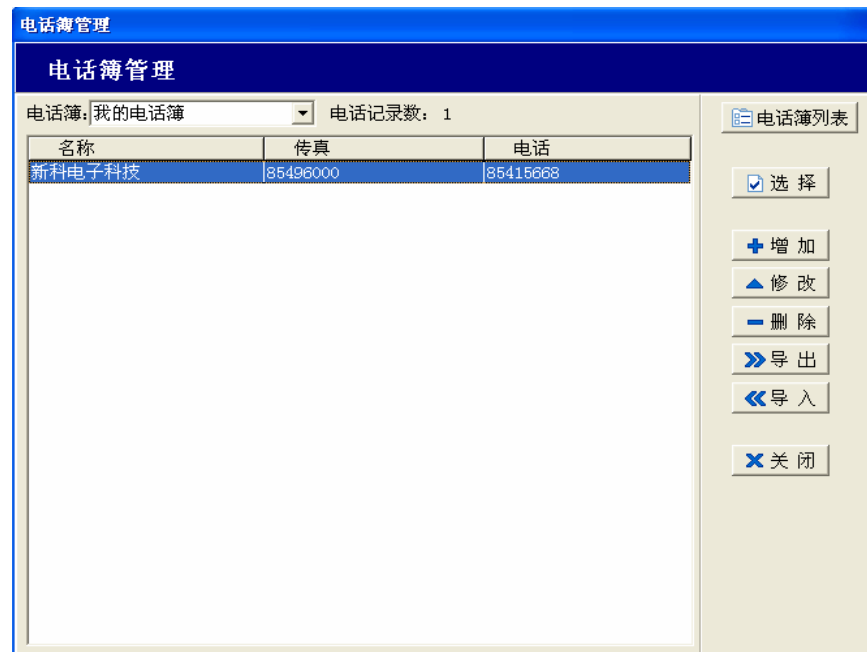 电话簿管理
电话簿管理
电话簿: 我的电话簿 电话记录数: 1
电话簿列表
名称 传真 电话
新科电子科技 85496000 85415668
选 择
增 加
修 改
删 除
导 出
导 入
关 闭